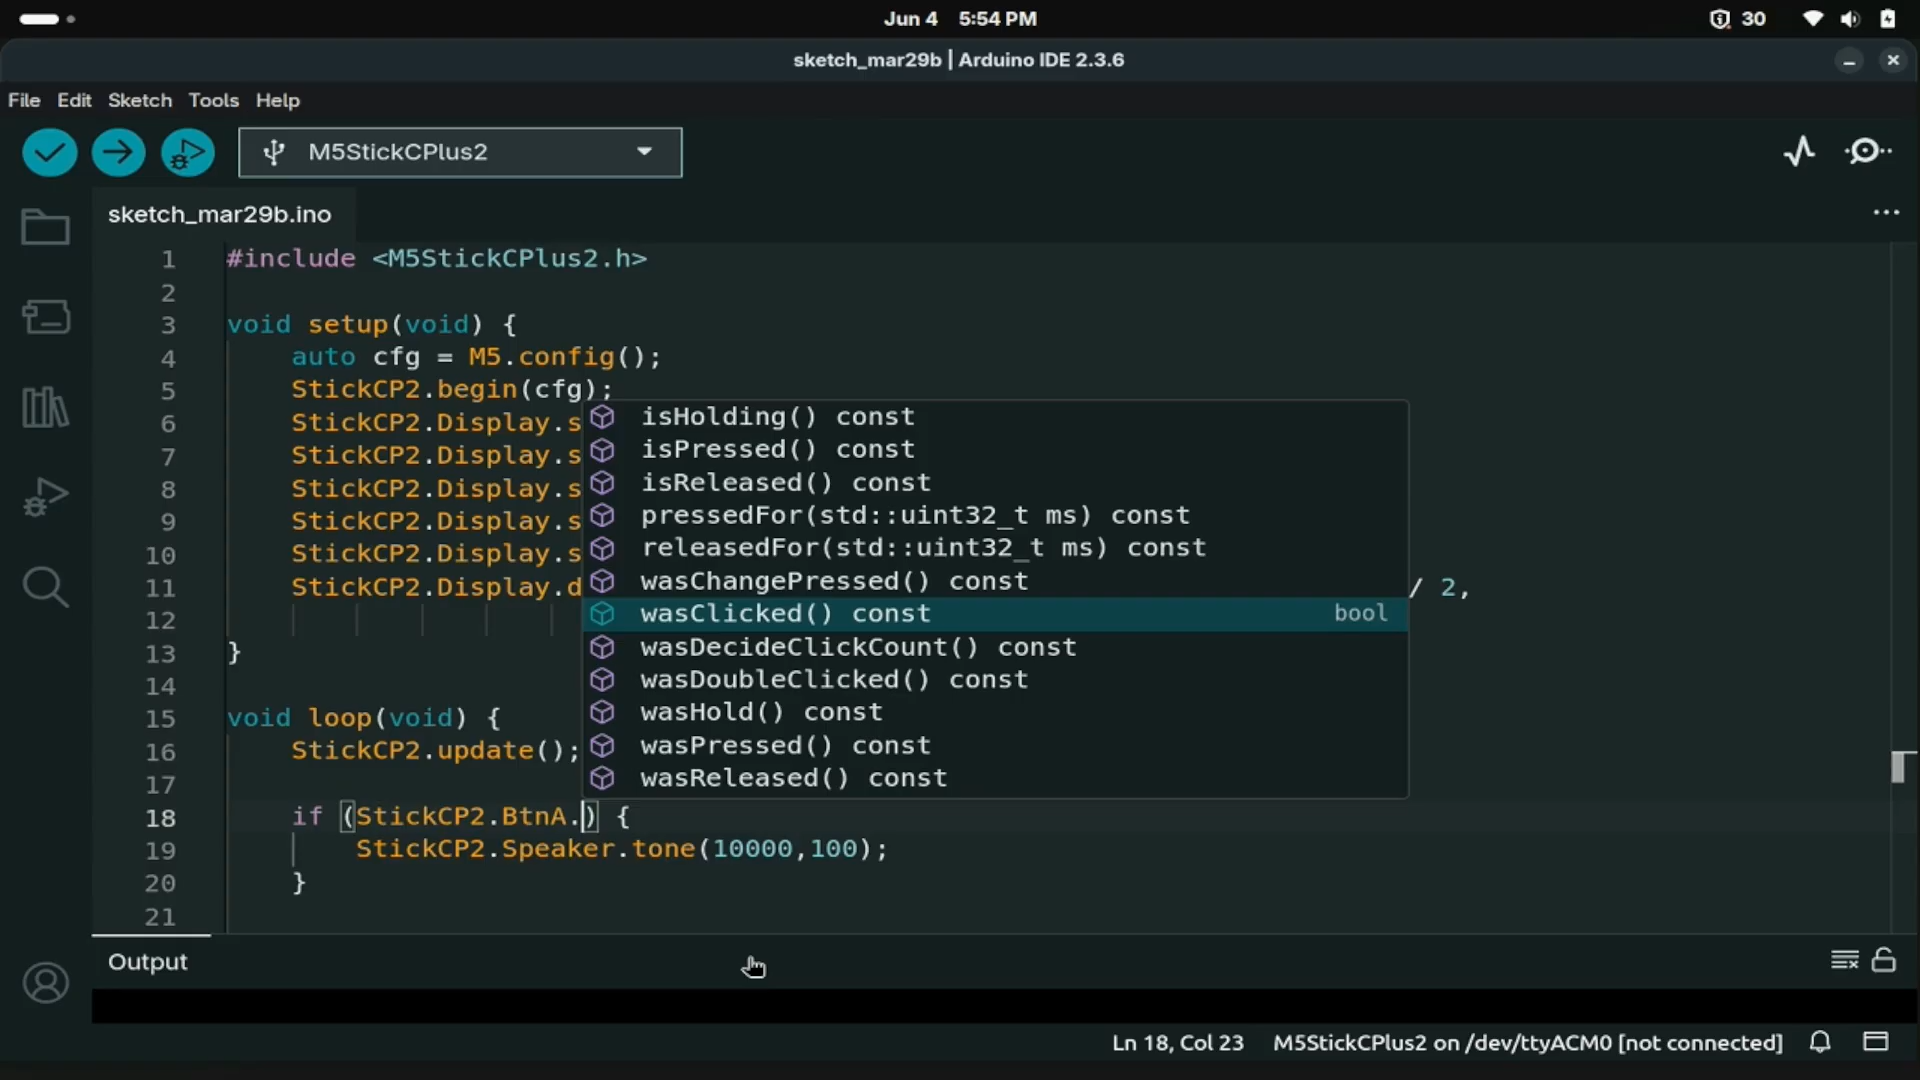 Jun 4 5:54 PM
30
sketch_mar29b | Arduino IDE 2.3.6
File Edit Sketch Tools Help
M5StickCPlus2
sketch_mar29b.ino
1 #include <M5StickCPlus2.h>
2
3 void setup(void) {
4 auto cfg = M5.config();
5 StickCP2.begin(cfg);
6 StickCP2.Display.s
7 StickCP2.Display.s
8 StickCP2.Display.s
9 StickCP2.Display.s
10 StickCP2.Display.s
11 StickCP2.Display.d / 2,
12
13 }
14
15 void loop(void) {
16 StickCP2.update();
17
18 if (StickCP2.BtnA.) {
19 StickCP2.Speaker.tone(10000,100);
20 }
21
isHolding() const
isPressed() const
isReleased() const
pressedFor(std::uint32_t ms) const
releasedFor(std::uint32_t ms) const
wasChangePressed() const
wasClicked() const bool
wasDecideClickCount() const
wasDoubleClicked() const
wasHold() const
wasPressed() const
wasReleased() const
Output
Ln 18, Col 23 M5StickCPlus2 on /dev/ttyACM0 [not connected]